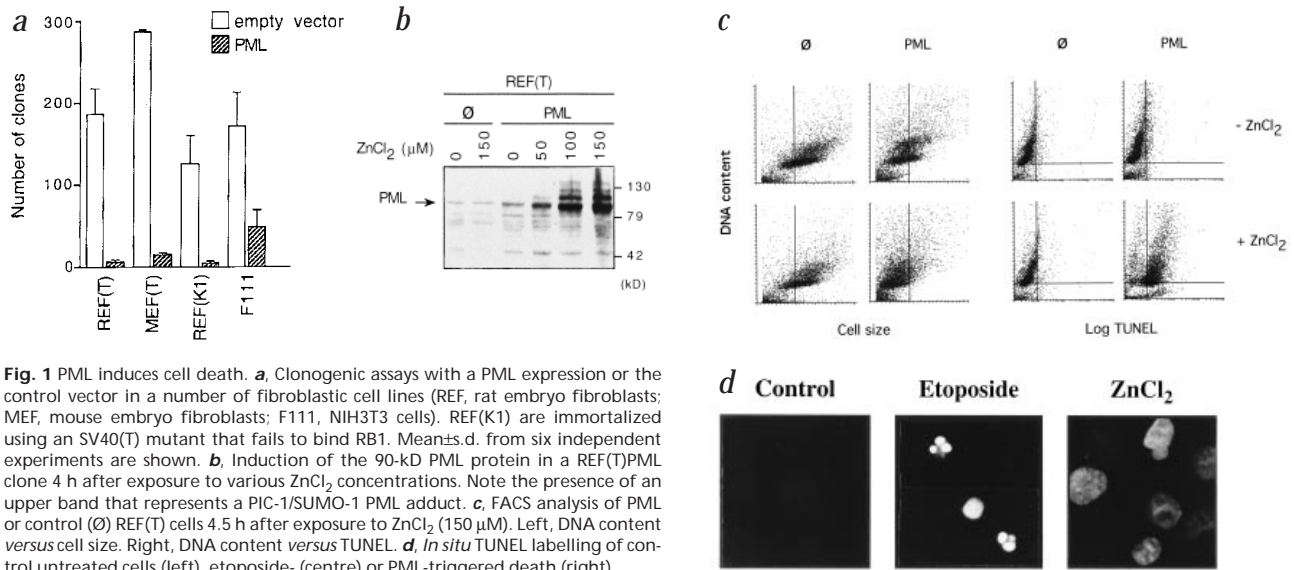 a
300
200
100
0
Number of clones
empty vector
PML
REF(T)
MEF(T)
REF(K1)
F111
b
REF(T)
Ø PML
ZnCl2 (µM) 0 150 0 50 100 150
PML
130
79
42
(kD)
c
Ø PML Ø PML
- ZnCl2
+ ZnCl2
DNA content
Cell size Log TUNEL
d
Control Etoposide ZnCl2
Fig. 1 PML induces cell death. a, Clonogenic assays with a PML expression or the
control vector in a number of fibroblastic cell lines (REF, rat embryo fibroblasts;
MEF, mouse embryo fibroblasts; F111, NIH3T3 cells). REF(K1) are immortalized
using an SV40(T) mutant that fails to bind RB1. Mean±s.d. from six independent
experiments are shown. b, Induction of the 90-kD PML protein in a REF(T)PML
clone 4 h after exposure to various ZnCl2 concentrations. Note the presence of an
upper band that represents a PIC-1/SUMO-1 PML adduct. c, FACS analysis of PML
or control (Ø) REF(T) cells 4.5 h after exposure to ZnCl2 (150 µM). Left, DNA content
versus cell size. Right, DNA content versus TUNEL. d, In situ TUNEL labelling of con-
trol untreated cells (left), etoposide- (centre) or PML-triggered death (right)